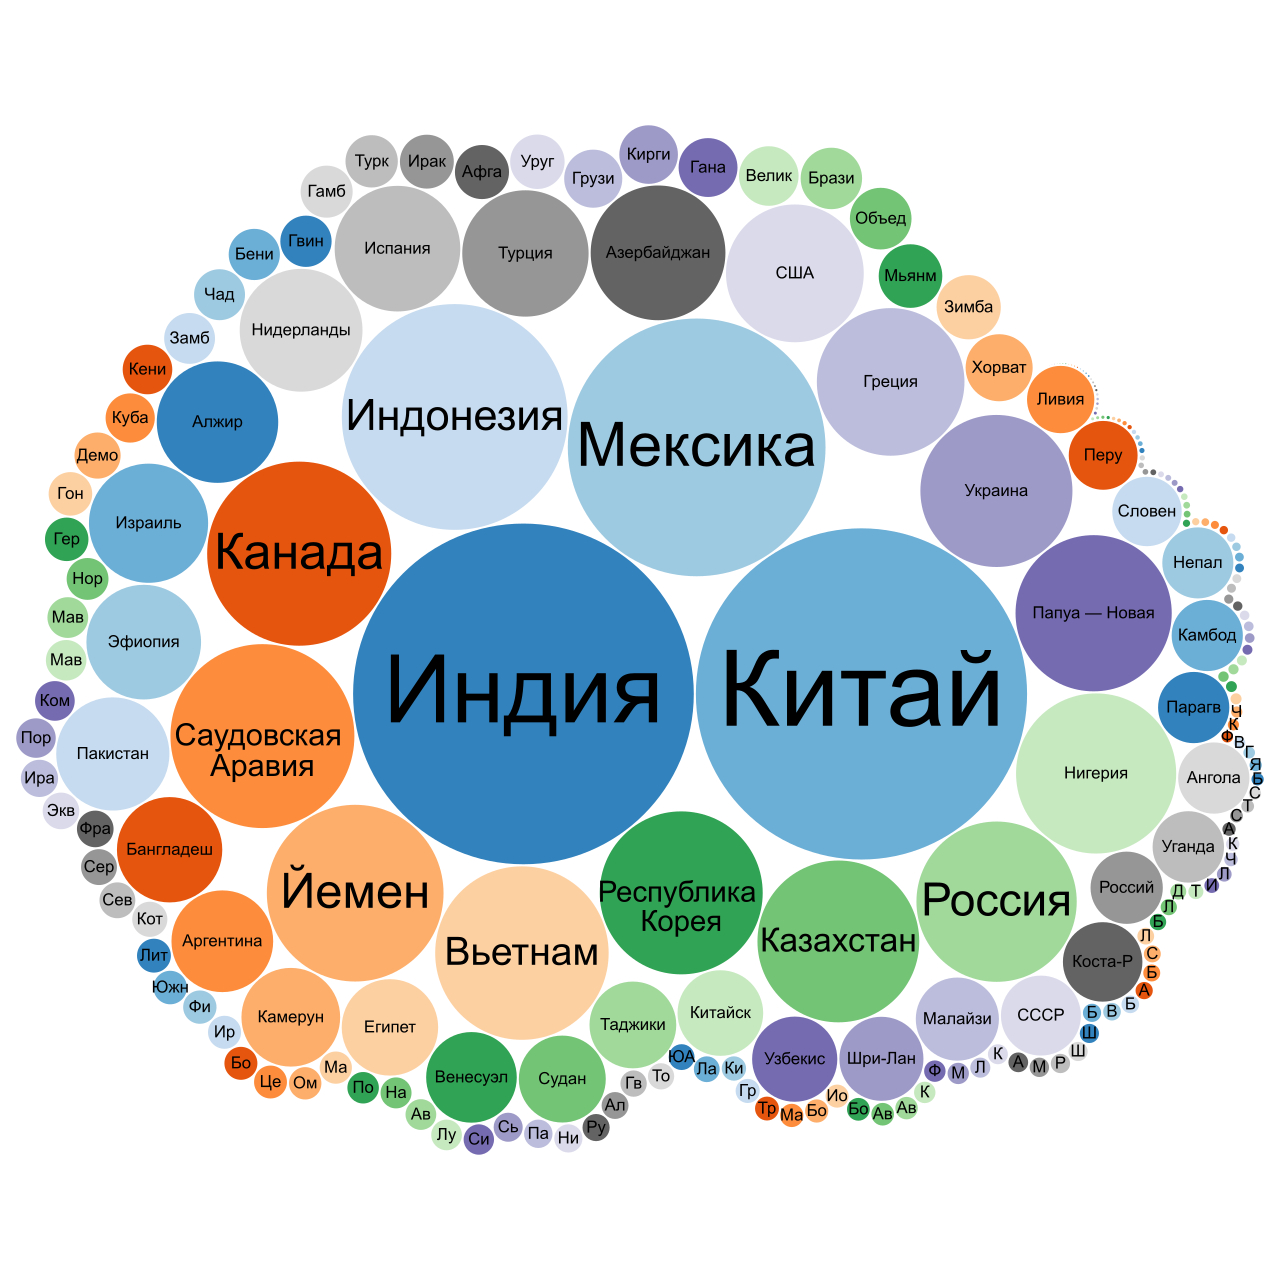 Турк
Ирак
Афга
Уруг
Грузи
Кирги
Гана
Велик
Брази
Гамб
Объед
Гвин
Бени
Испания
Турция
Азербайджан
США
Мьянм
Чад
Зимба
Замб
Нидерланды
Хорват
Кени
Греция
Ливия
Куба
Алжир
Индонезия
Мексика
Демо
Перу
Гон
Украина
Словен
Израиль
Гер
Канада
Непал
Нор
Мав
Эфиопия
Папуа — Новая
Камбод
Мав
Ком
Индия
Китай
Парагв
Ч
К
Ф
В
Г
Я
Б
С
Т
С
А
К
Ч
Л
И
Т
Д
Л
Б
Л
С
Б
А
Б
В
Б
Ш
Ш
Р
М
А
К
Л
М
Ф
К
Пор
Саудовская
Аравия
Пакистан
Ира
Нигерия
Ангола
Экв
Фра
Бангладеш
Уганда
Сер
Йемен
Республика
Корея
Россия
Россий
Сев
Кот
Аргентина
Вьетнам
Казахстан
Лит
Коста-Р
Южн
Фи
Камерун
Египет
Таджики
Китайск
Малайзи
СССР
Ир
Узбекис
Шри-Лан
Бо
Це
Ом
Ма
По
На
Ав
Лу
Венесуэл
Судан
Си
Сь
Па
Ни
Ру
Ал
Гв
То
ЮА
Ла
Ки
Гр
Тр
Ма
Бо
Ио
Бо
Ав
Ав